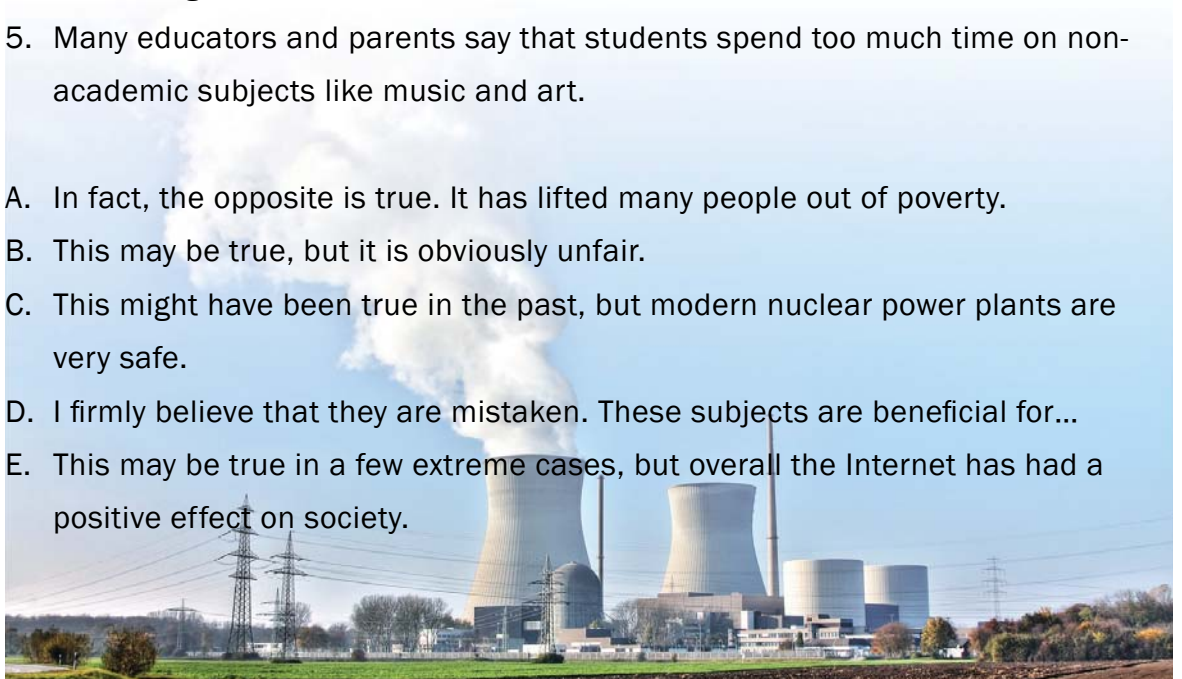 5. Many educators and parents say that students spend too much time on non-
academic subjects like music and art.
A. In fact, the opposite is true. It has lifted many people out of poverty.
B. This may be true, but it is obviously unfair.
C. This might have been true in the past, but modern nuclear power plants are
very safe.
D. I firmly believe that they are mistaken. These subjects are beneficial for...
E. This may be true in a few extreme cases, but overall the Internet has had a
positive effect on society.